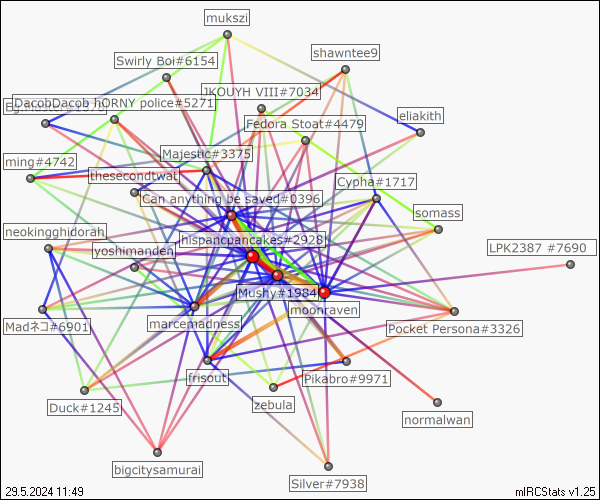 mukszi
shawntee9
Swirly Boi#6154
JKOUYH VIII#7034
DacobDacob hORNY police#5271
Fedora Stoat#4479
eliakith
Majestic#3375
ming#4742
thesecondtwat
Cypha#1717
Can anything be saved#0396
somass
neokingghidorah
hispancpancakes#2928
yoshimanden
LPK2387 #7690
Mushy#1984
moonraven
Madネコ#6901
marcemadness
Pocket Persona#3326
frisout
Pikabro#9971
Duck#1245
zebula
normalwan
bigcitysamurai
Silver#7938
29.5.2024 11:49
mIRCStats v1.25